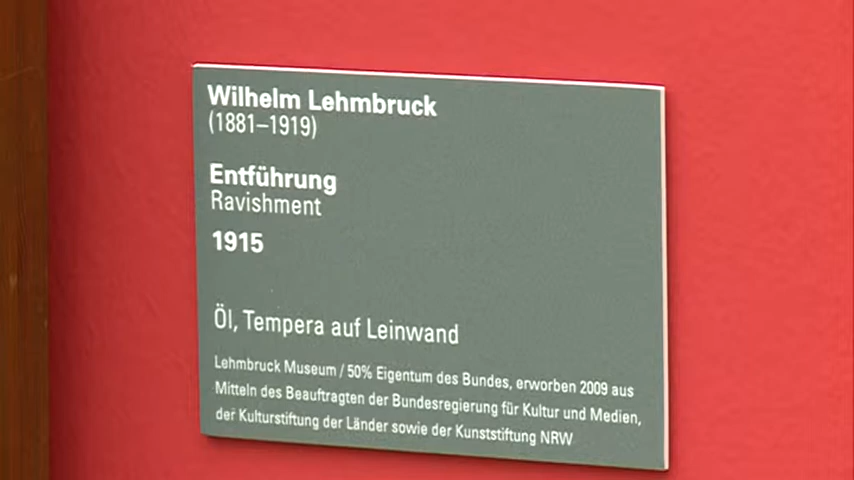 Wilhelm Lehmbruck
(1881–1919)
Entführung
Ravishment
1915
Öl, Tempera auf Leinwand
Lehmbruck Museum / 50% Eigentum des Bundes, erworben 2009 aus
Mitteln des Beauftragten der Bundesregierung für Kultur und Medien,
der Kulturstiftung der Länder sowie der Kunststiftung NRW